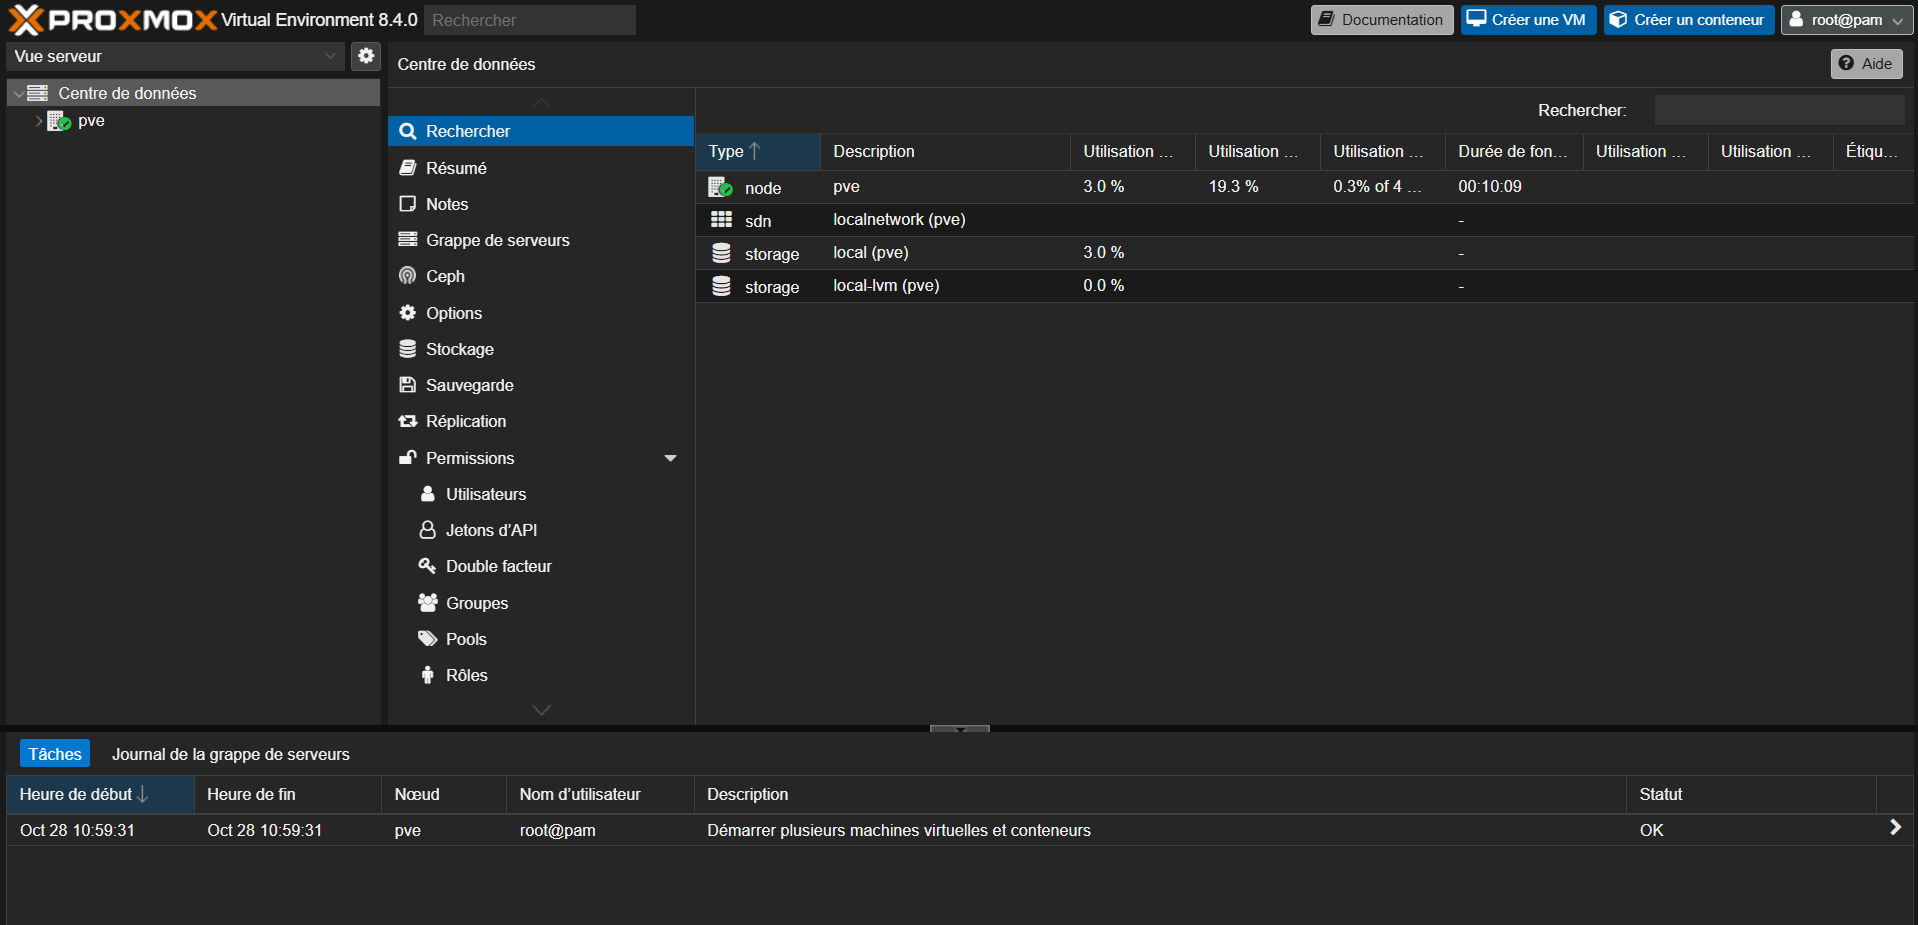 PROXMOX Virtual Environment 8.4.0 Rechercher Documentation Créer une VM Créer un conteneur root@pam
Vue serveur
Centre de données
pve
Centre de données Aide
Rechercher
Résumé
Notes
Grappe de serveurs
Ceph
Options
Stockage
Sauvegarde
Réplication
Permissions
Utilisateurs
Jetons d’API
Double facteur
Groupes
Pools
Rôles
Rechercher:
Type Description Utilisation ... Utilisation ... Utilisation ... Durée de fon... Utilisation ... Utilisation ... Étiqu...
node pve 3.0 % 19.3 % 0.3% of 4 ... 00:10:09
sdn localnetwork (pve) -
storage local (pve) 3.0 % -
storage local-lvm (pve) 0.0 % -
Tâches Journal de la grappe de serveurs
Heure de début Heure de fin Nœud Nom d’utilisateur Description Statut
Oct 28 10:59:31 Oct 28 10:59:31 pve root@pam Démarrer plusieurs machines virtuelles et conteneurs OK